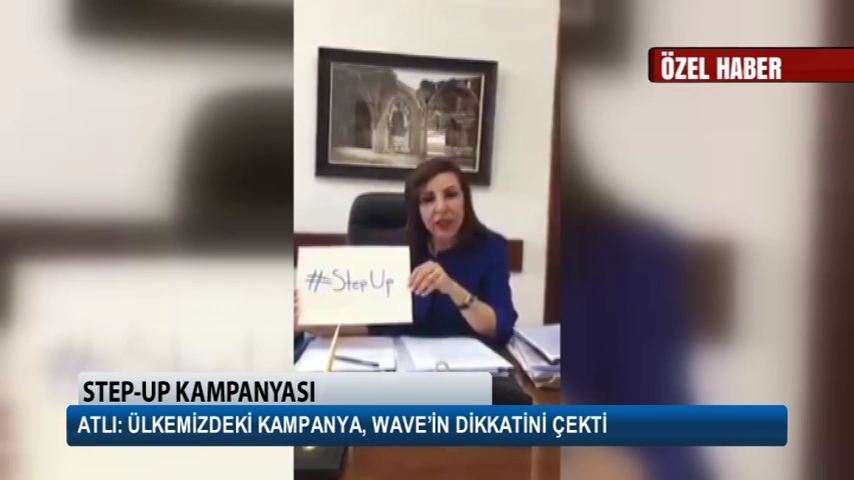 ÖZEL HABER
#StepUp
STEP-UP KAMPANYASI
ATLI: ÜLKEMİZDEKİ KAMPANYA, WAVE'İN DİKKATİNİ ÇEKTİ